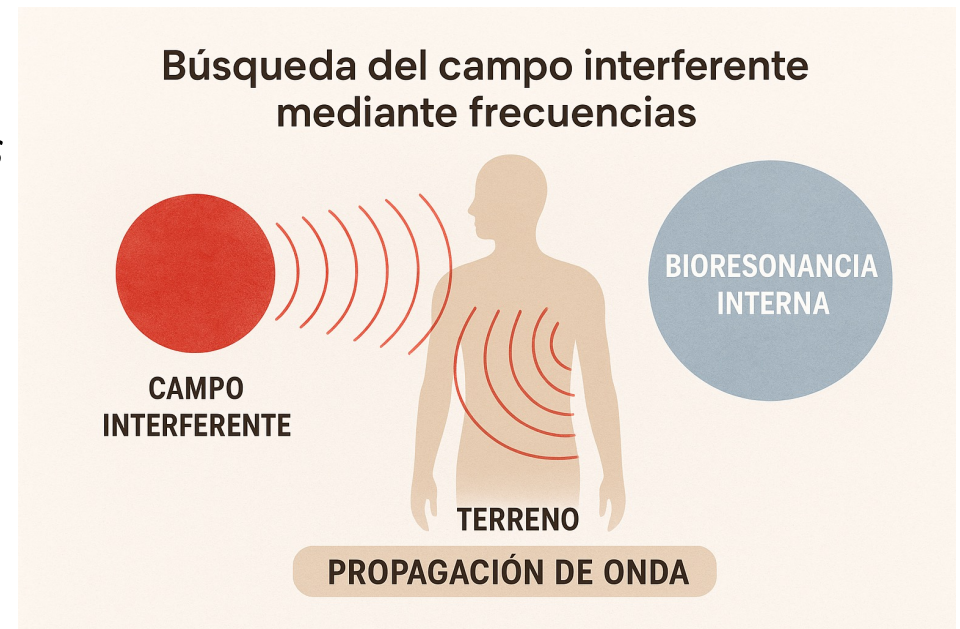 Búsqueda del campo interferente
mediante frecuencias
BIORESONANCIA
INTERNA
CAMPO
INTERFERENTE
TERRENO
PROPAGACIÓN DE ONDA